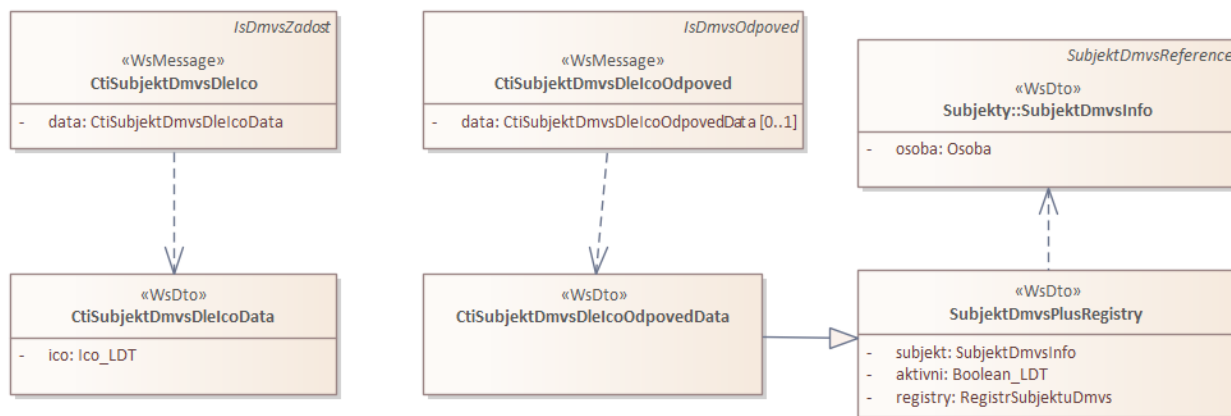 IsDmvsZadost
«WsMessage»
CtiSubjektDmvsDleIco
- data: CtiSubjektDmvsDleIcoData
IsDmvsOdpoved
«WsMessage»
CtiSubjektDmvsDleIcoOdpoved
- data: CtiSubjektDmvsDleIcoOdpovedData [0..1]
SubjektDmvsReference
«WsDto»
Subjekty::SubjektDmvsInfo
- osoba: Osoba
«WsDto»
CtiSubjektDmvsDleIcoData
- ico: Ico_LDT
«WsDto»
CtiSubjektDmvsDleIcoOdpovedData
«WsDto»
SubjektDmvsPlusRegistry
- subjekt: SubjektDmvsInfo
- aktivni: Boolean_LDT
- registry: RegistrSubjektuDmvs